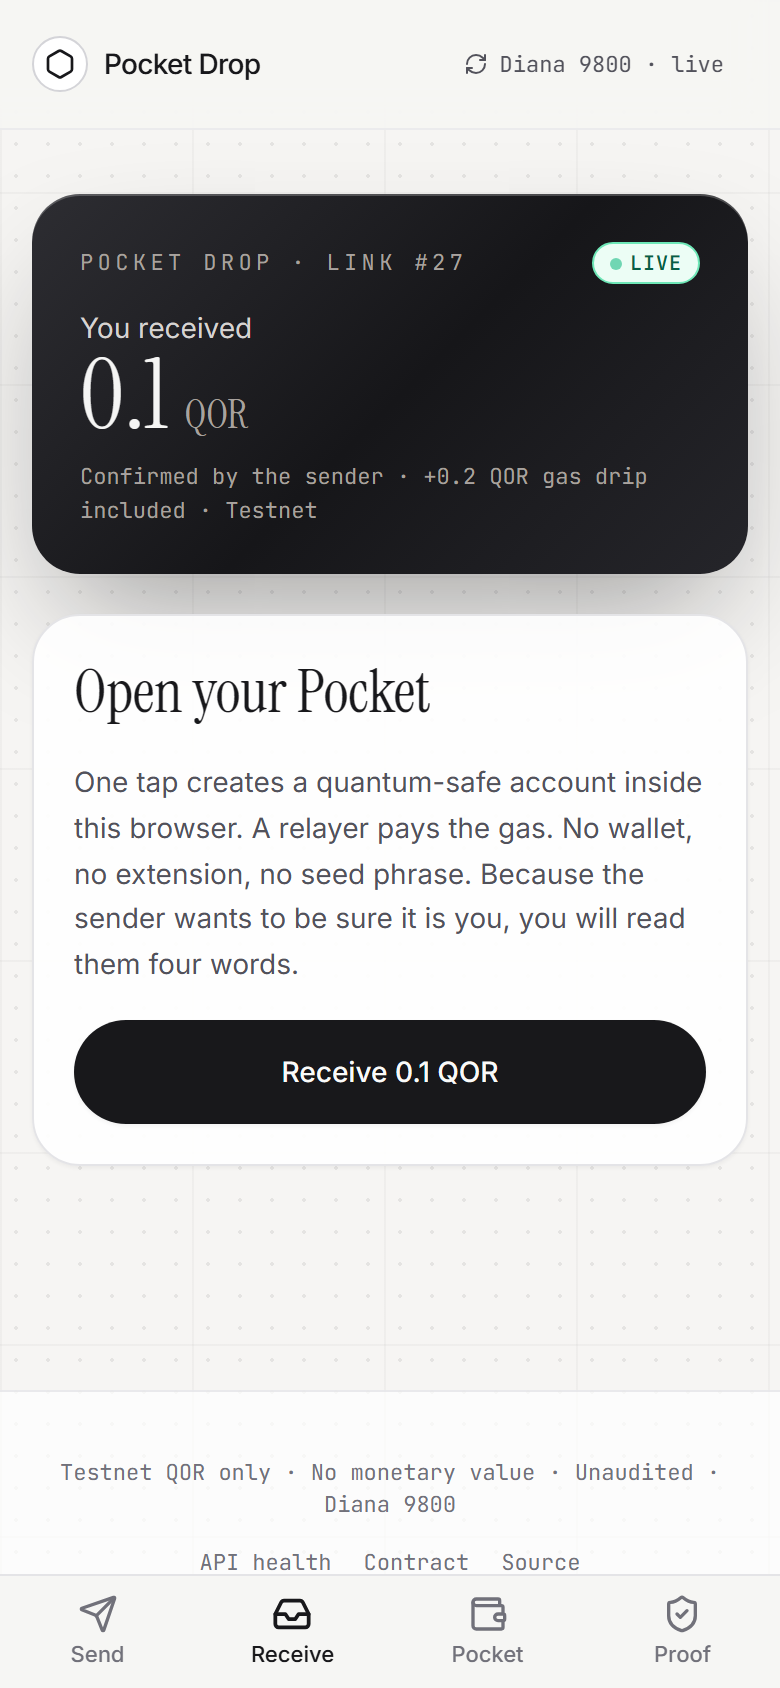 Pocket Drop
Diana 9800 · live
POCKET DROP · LINK #27
LIVE
You received
0.1 QOR
Confirmed by the sender · +0.2 QOR gas drip
included · Testnet
Open your Pocket
One tap creates a quantum-safe account inside
this browser. A relayer pays the gas. No wallet,
no extension, no seed phrase. Because the
sender wants to be sure it is you, you will read
them four words.
Receive 0.1 QOR
Testnet QOR only · No monetary value · Unaudited ·
Diana 9800
API health Contract Source
Send Receive Pocket Proof